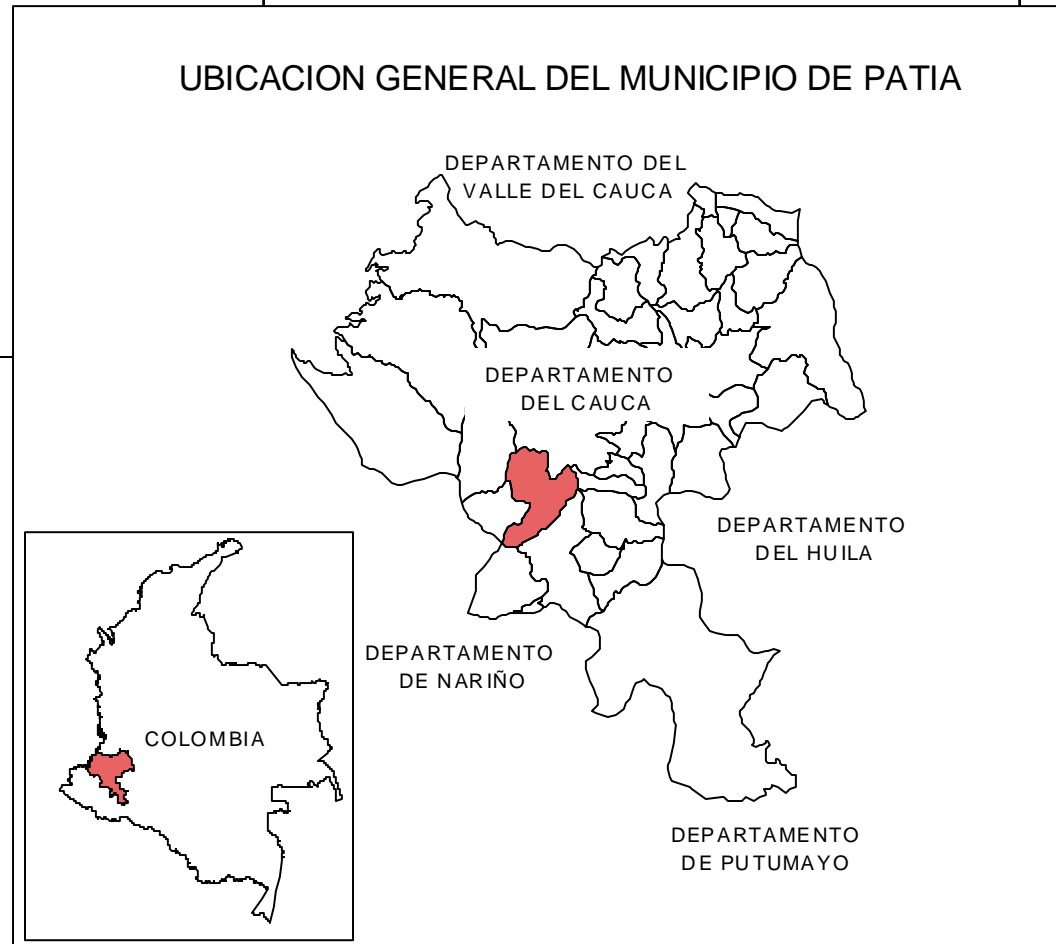 UBICACION GENERAL DEL MUNICIPIO DE PATIA
DEPARTAMENTO DEL
VALLE DEL CAUCA
DEPARTAMENTO
DEL CAUCA
DEPARTAMENTO
DEL HUILA
DEPARTAMENTO
DE NARIÑO
COLOMBIA
DEPARTAMENTO
DE PUTUMAYO